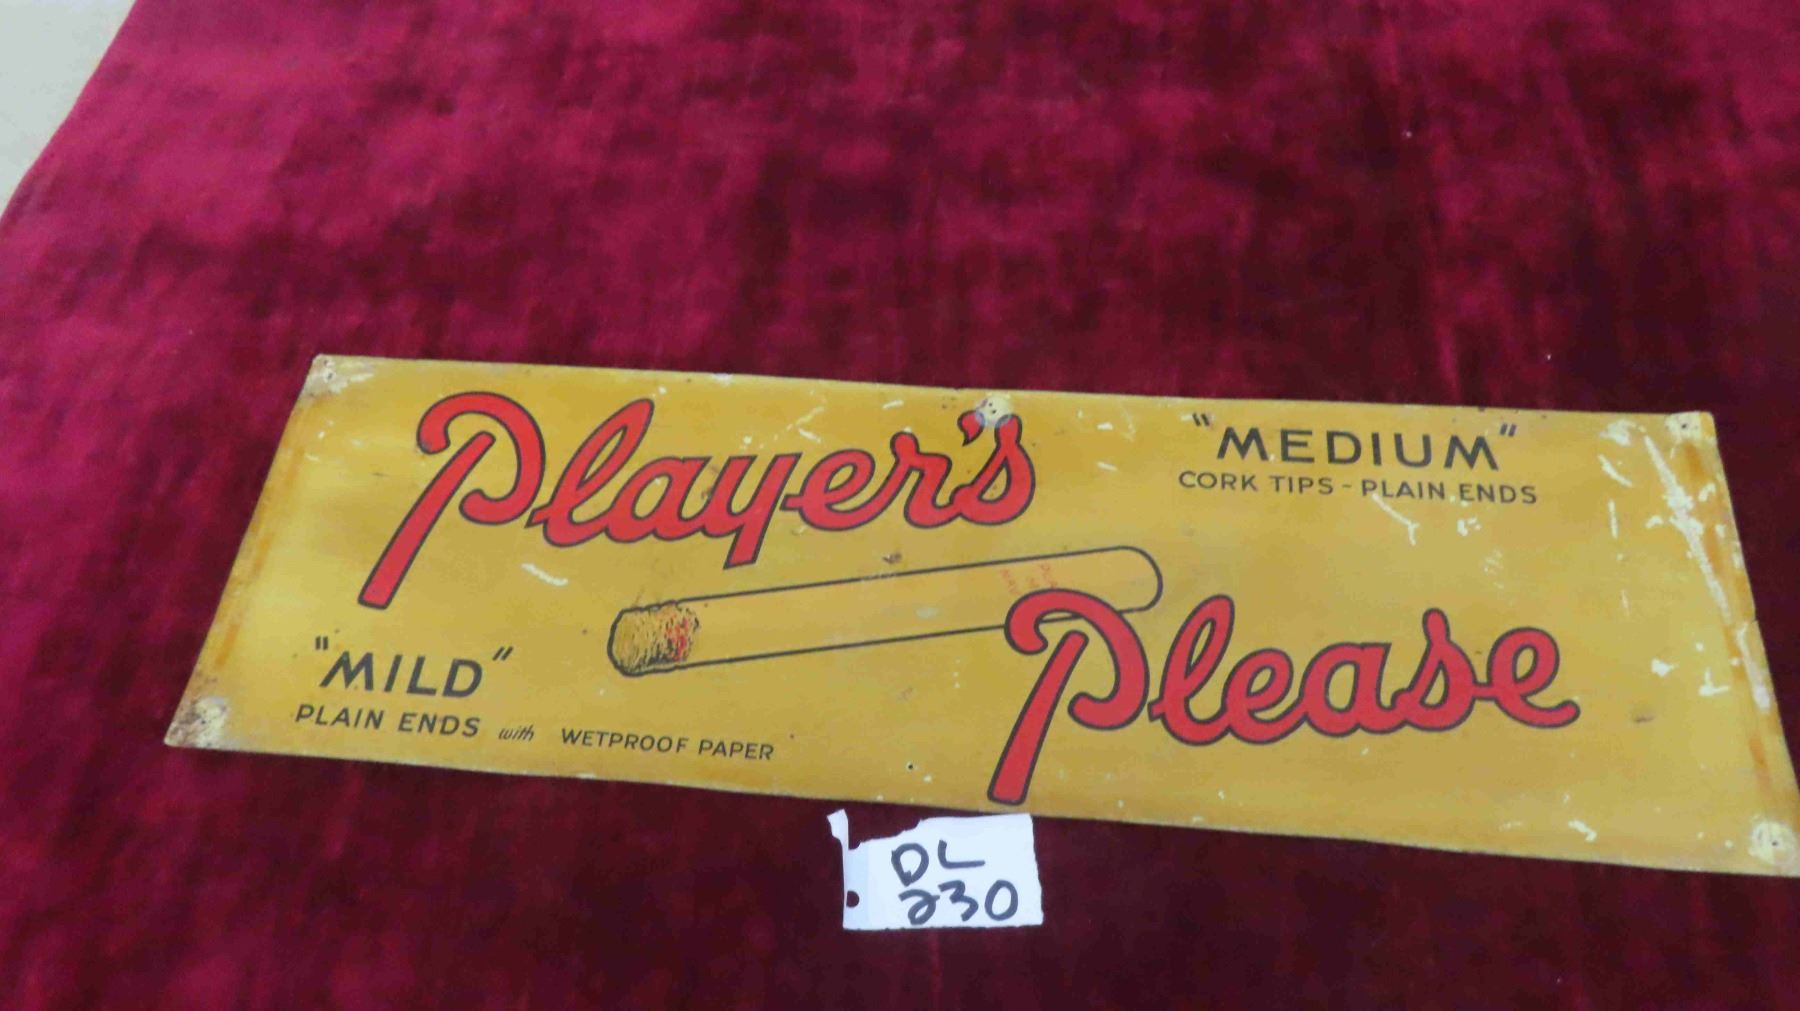 Player's
"MEDIUM"
CORK TIPS - PLAIN ENDS
Please
"MILD"
PLAIN ENDS with WETPROOF PAPER
DL
230